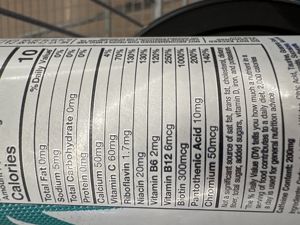 Calories 10
% Daily Value
Total Fat 0mg 0%
Sodium 0mg 0%
Total Carbohydrate 0mg 0%
Protein 0mg 0%
Calcium 50mg 4%
Vitamin C 60mg 70%
Riboflavin 1.7mg 130%
Niacin 20mg 130%
Vitamin B6 2mg 120%
Vitamin B12 6mcg 250%
Biotin 300mcg 1000%
Pantothenic Acid 10mg 200%
Chromium 50mcg 140%
Not a significant source of sat. fat, trans fat, cholesterol, dietary
fiber, total sugars, added sugars, vitamin D, iron, and
The % Daily Value (DV) tells you how much a nutrient in
a serving of food contributes to a daily diet. 2,000 calories
a day is used for general nutrition advice.
200mg